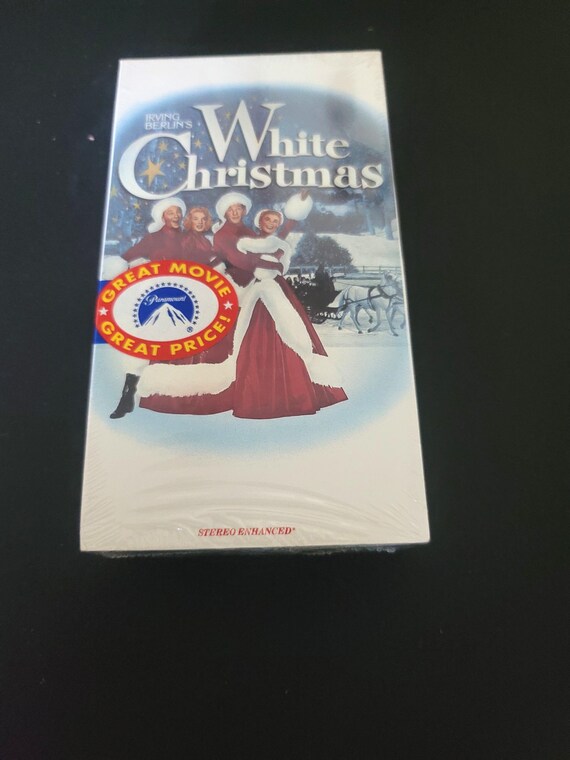 IRVING
BERLIN'S
White
Christmas
★ GREAT MOVIE ★
Paramount
®
GREAT PRICE!
STEREO ENHANCED*